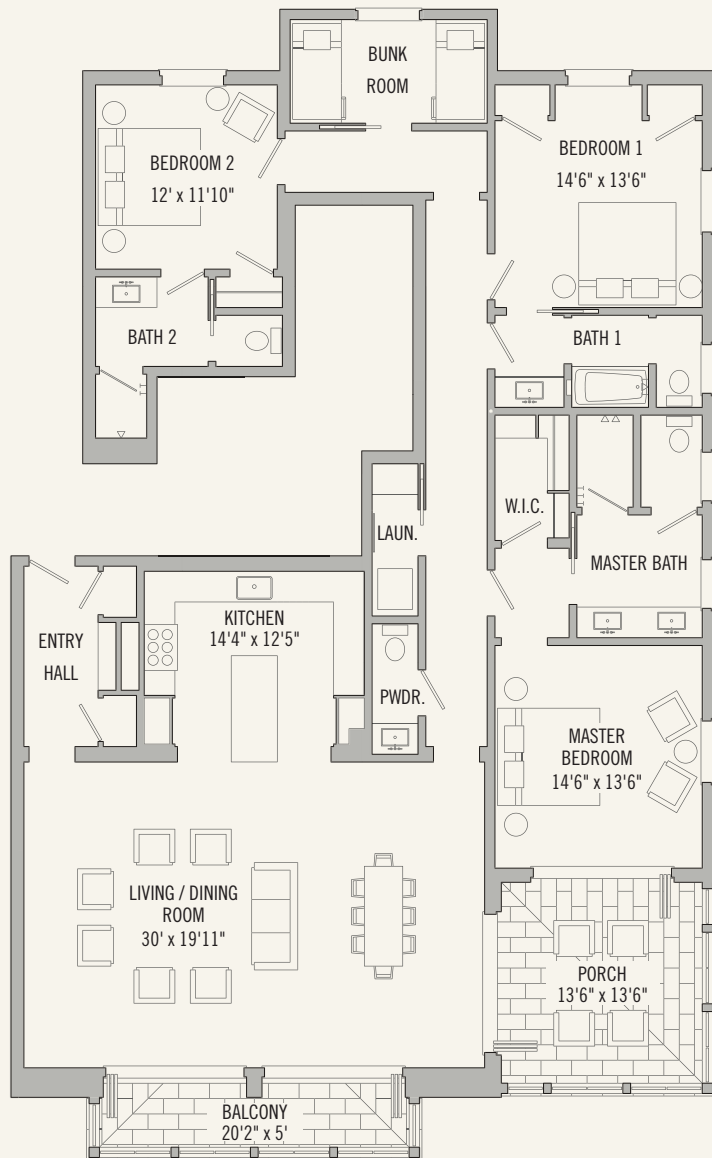 BUNK
ROOM
BEDROOM 2
12' x 11'10"
BEDROOM 1
14'6" x 13'6"
BATH 2
BATH 1
W.I.C.
LAUN.
MASTER BATH
KITCHEN
14'4" x 12'5"
ENTRY
HALL
PWDR.
MASTER
BEDROOM
14'6" x 13'6"
LIVING / DINING
ROOM
30' x 19'11"
PORCH
13'6" x 13'6"
BALCONY
20'2" x 5'